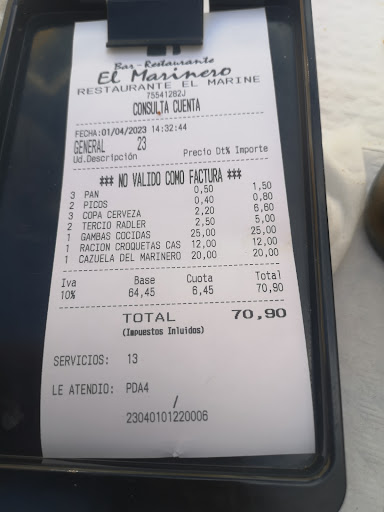 Bar - Restaurante
El Marinero
RESTAURANTE EL MARINE
75541282J
CONSULTA CUENTA
FECHA:01/04/2023 14:32:44
GENERAL 23
Ud.Descripción Precio Dt% Importe
### NO VALIDO COMO FACTURA ###
3 PAN 0,50 1,50
2 PICOS 0,40 0,80
3 COPA CERVEZA 2,20 6,60
2 TERCIO RADLER 2,50 5,00
1 GAMBAS COCIDAS 25,00 25,00
1 RACION CROQUETAS CAS 12,00 12,00
1 CAZUELA DEL MARINERO 20,00 20,00
Iva Base Cuota Total
10% 64,45 6,45 70,90
TOTAL 70,90
(Impuestos Inluidos)
SERVICIOS: 13
LE ATENDIO: PDA4
/
23040101220006